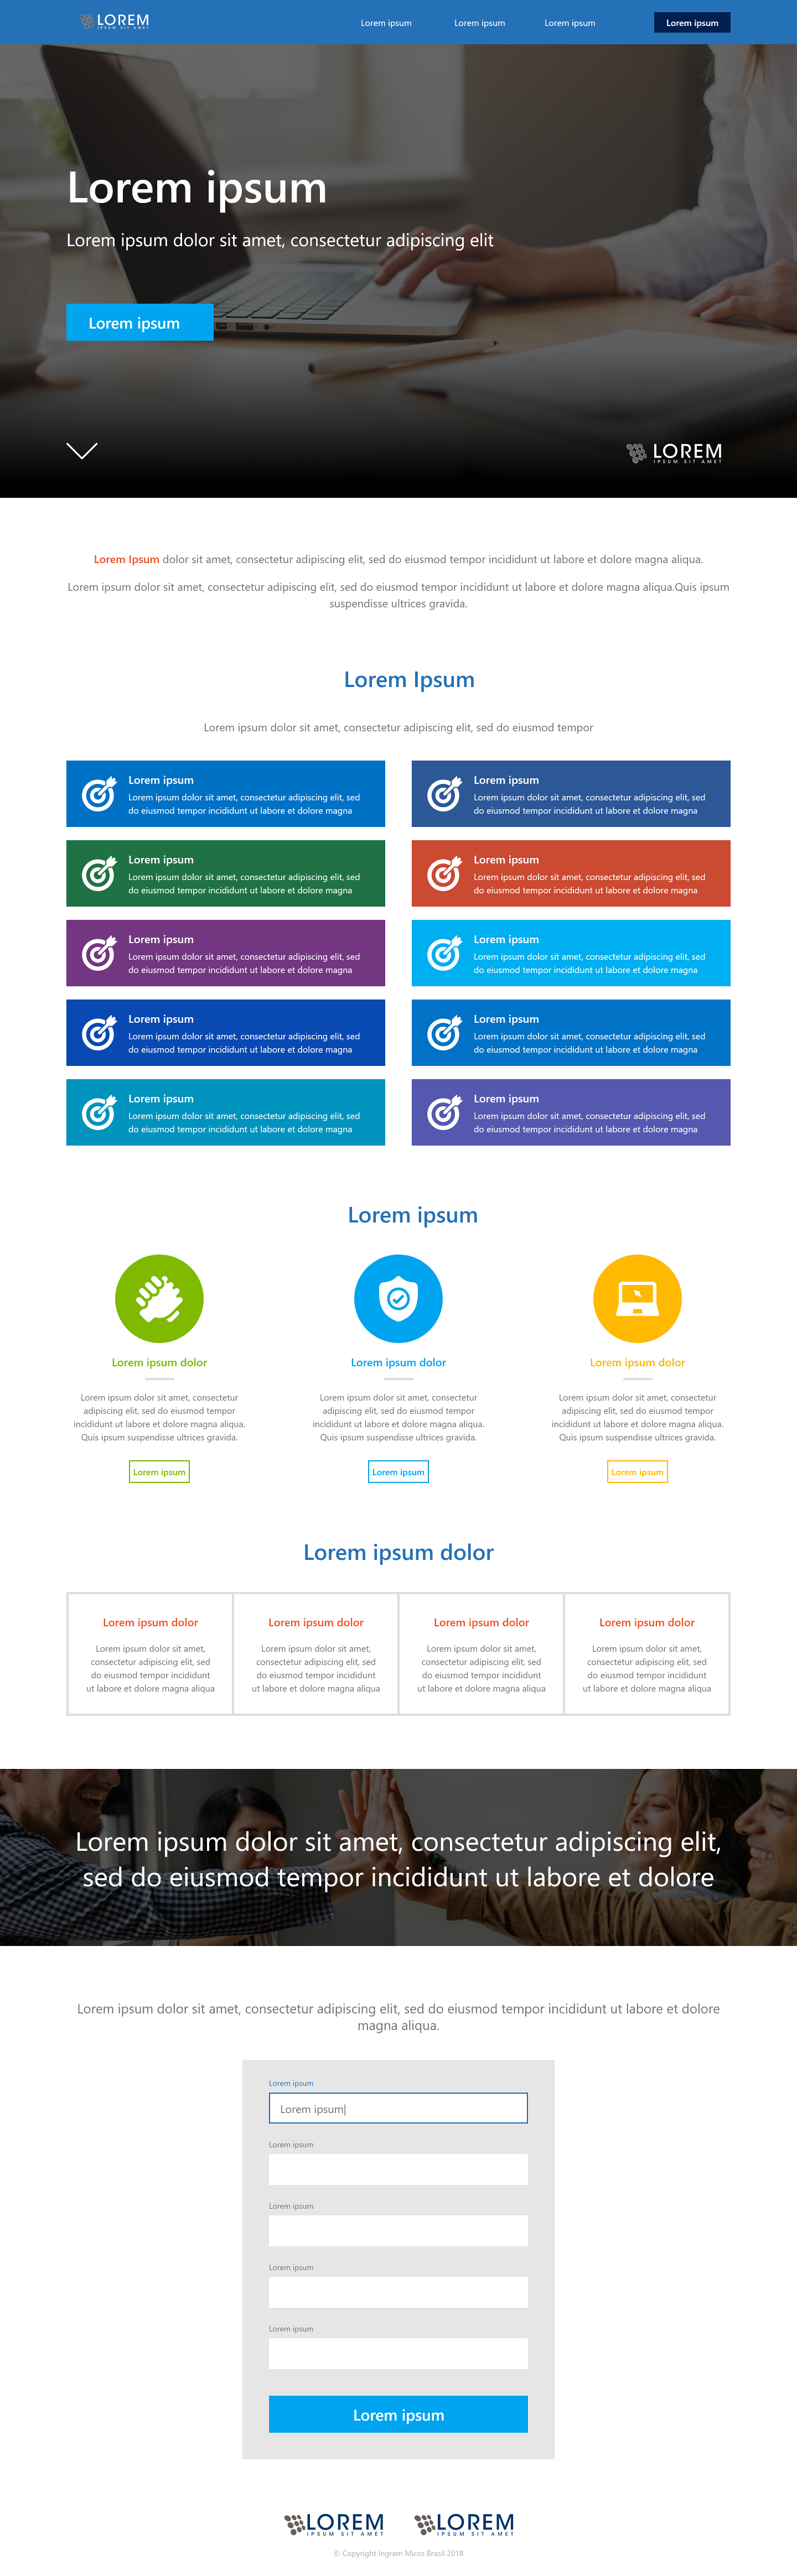 LOREM
IPSUM SIT AMET
Lorem ipsum
Lorem ipsum
Lorem ipsum
Lorem ipsum
Lorem ipsum
Lorem ipsum dolor sit amet, consectetur adipiscing elit
Lorem ipsum
LOREM
IPSUM SIT AMET
Lorem Ipsum dolor sit amet, consectetur adipiscing elit, sed do eiusmod tempor incididunt ut labore et dolore magna aliqua.
Lorem ipsum dolor sit amet, consectetur adipiscing elit, sed do eiusmod tempor incididunt ut labore et dolore magna aliqua.Quis ipsum
suspendisse ultrices gravida.
Lorem Ipsum
Lorem ipsum dolor sit amet, consectetur adipiscing elit, sed do eiusmod tempor
Lorem ipsum
Lorem ipsum dolor sit amet, consectetur adipiscing elit, sed
do eiusmod tempor incididunt ut labore et dolore magna
Lorem ipsum
Lorem ipsum dolor sit amet, consectetur adipiscing elit, sed
do eiusmod tempor incididunt ut labore et dolore magna
Lorem ipsum
Lorem ipsum dolor sit amet, consectetur adipiscing elit, sed
do eiusmod tempor incididunt ut labore et dolore magna
Lorem ipsum
Lorem ipsum dolor sit amet, consectetur adipiscing elit, sed
do eiusmod tempor incididunt ut labore et dolore magna
Lorem ipsum
Lorem ipsum dolor sit amet, consectetur adipiscing elit, sed
do eiusmod tempor incididunt ut labore et dolore magna
Lorem ipsum
Lorem ipsum dolor sit amet, consectetur adipiscing elit, sed
do eiusmod tempor incididunt ut labore et dolore magna
Lorem ipsum
Lorem ipsum dolor sit amet, consectetur adipiscing elit, sed
do eiusmod tempor incididunt ut labore et dolore magna
Lorem ipsum
Lorem ipsum dolor sit amet, consectetur adipiscing elit, sed
do eiusmod tempor incididunt ut labore et dolore magna
Lorem ipsum
Lorem ipsum dolor sit amet, consectetur adipiscing elit, sed
do eiusmod tempor incididunt ut labore et dolore magna
Lorem ipsum
Lorem ipsum dolor sit amet, consectetur adipiscing elit, sed
do eiusmod tempor incididunt ut labore et dolore magna
Lorem ipsum
Lorem ipsum dolor
Lorem ipsum dolor sit amet, consectetur
adipiscing elit, sed do eiusmod tempor
incididunt ut labore et dolore magna aliqua.
Quis ipsum suspendisse ultrices gravida.
Lorem ipsum
Lorem ipsum dolor
Lorem ipsum dolor sit amet, consectetur
adipiscing elit, sed do eiusmod tempor
incididunt ut labore et dolore magna aliqua.
Quis ipsum suspendisse ultrices gravida.
Lorem ipsum
Lorem ipsum dolor
Lorem ipsum dolor sit amet, consectetur
adipiscing elit, sed do eiusmod tempor
incididunt ut labore et dolore magna aliqua.
Quis ipsum suspendisse ultrices gravida.
Lorem ipsum
Lorem ipsum dolor
Lorem ipsum dolor
Lorem ipsum dolor sit amet,
consectetur adipiscing elit, sed
do eiusmod tempor incididunt
ut labore et dolore magna aliqua
Lorem ipsum dolor
Lorem ipsum dolor sit amet,
consectetur adipiscing elit, sed
do eiusmod tempor incididunt
ut labore et dolore magna aliqua
Lorem ipsum dolor
Lorem ipsum dolor sit amet,
consectetur adipiscing elit, sed
do eiusmod tempor incididunt
ut labore et dolore magna aliqua
Lorem ipsum dolor
Lorem ipsum dolor sit amet,
consectetur adipiscing elit, sed
do eiusmod tempor incididunt
ut labore et dolore magna aliqua
Lorem ipsum dolor sit amet, consectetur adipiscing elit,
sed do eiusmod tempor incididunt ut labore et dolore
Lorem ipsum dolor sit amet, consectetur adipiscing elit, sed do eiusmod tempor incididunt ut labore et dolore
magna aliqua.
Lorem ipsum
Lorem ipsum|
Lorem ipsum
Lorem ipsum
Lorem ipsum
Lorem ipsum
Lorem ipsum
LOREM
IPSUM SIT AMET
LOREM
IPSUM SIT AMET
© Copyright Ingram Micro Brasil 2018